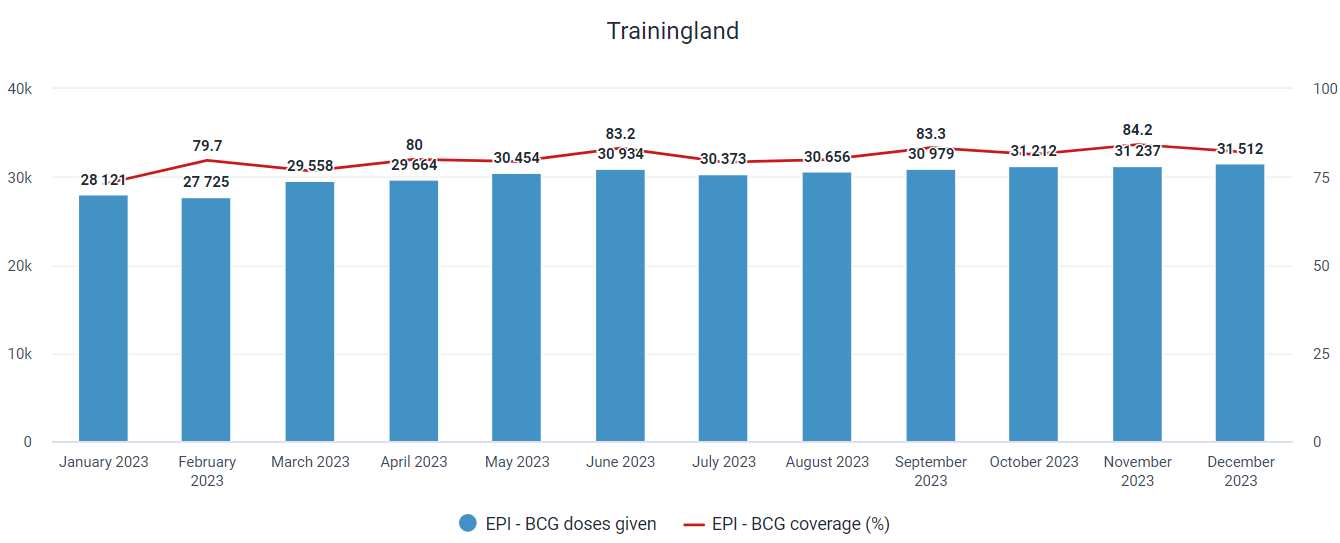 Trainingland
40k
100
83.2
83.3
84.2
79.7
80
28 121
27 725
29 558
29 664
30 454
30 934
30 373
30 656
30 979
31 212
31 237
31 512
30k
75
20k
50
10k
25
0
0
January 2023
February
2023
March 2023
April 2023
May 2023
June 2023
July 2023
August 2023
September
2023
October 2023
November
2023
December
2023
EPI - BCG doses given
EPI - BCG coverage (%)